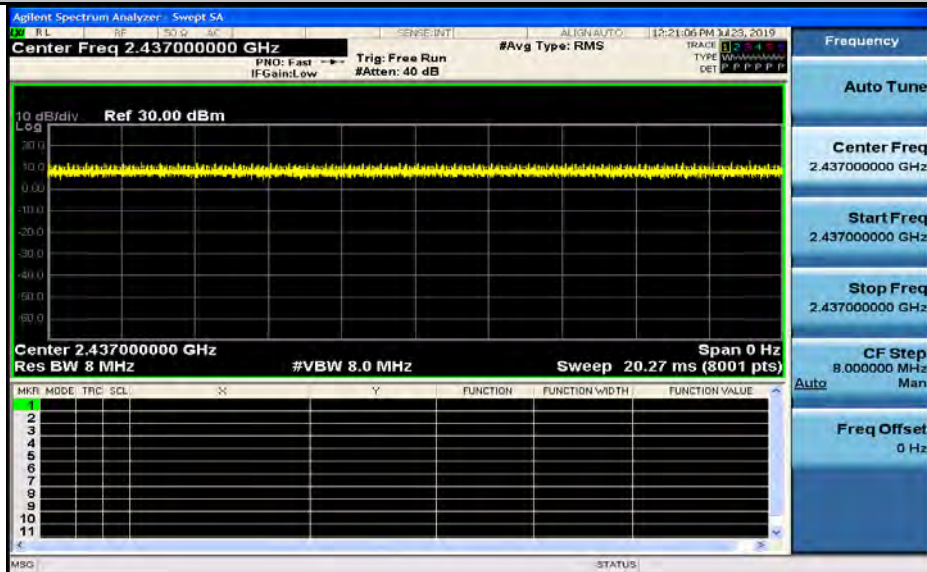 Agilent Spectrum Analyzer - Swept SA
RL RF 50 Ω AC SENSE:INT ALIGN AUTO 12:21:06 PM Jul 23, 2019
Center Freq 2.437000000 GHz
#Avg Type: RMS
TRACE 1 2 3 4 5 6
PNO: Fast
Trig: Free Run
TYPE
IFGain:Low
#Atten: 40 dB
DET P P P P P P
10 dB/div
Ref 30.00 dBm
Log
20.0
10.0
0.00
-10.0
-20.0
-30.0
-40.0
-50.0
-60.0
Center 2.437000000 GHz
Span 0 Hz
Res BW 8 MHz
#VBW 8.0 MHz
Sweep 20.27 ms (8001 pts)
MKR MODE TRC SCL X Y FUNCTION FUNCTION WIDTH FUNCTION VALUE
1
2
3
4
5
6
7
8
9
10
11
MSG
STATUS
Frequency
Auto Tune
Center Freq
2.437000000 GHz
Start Freq
2.437000000 GHz
Stop Freq
2.437000000 GHz
CF Step
8.000000 MHz
Auto Man
Freq Offset
0 Hz